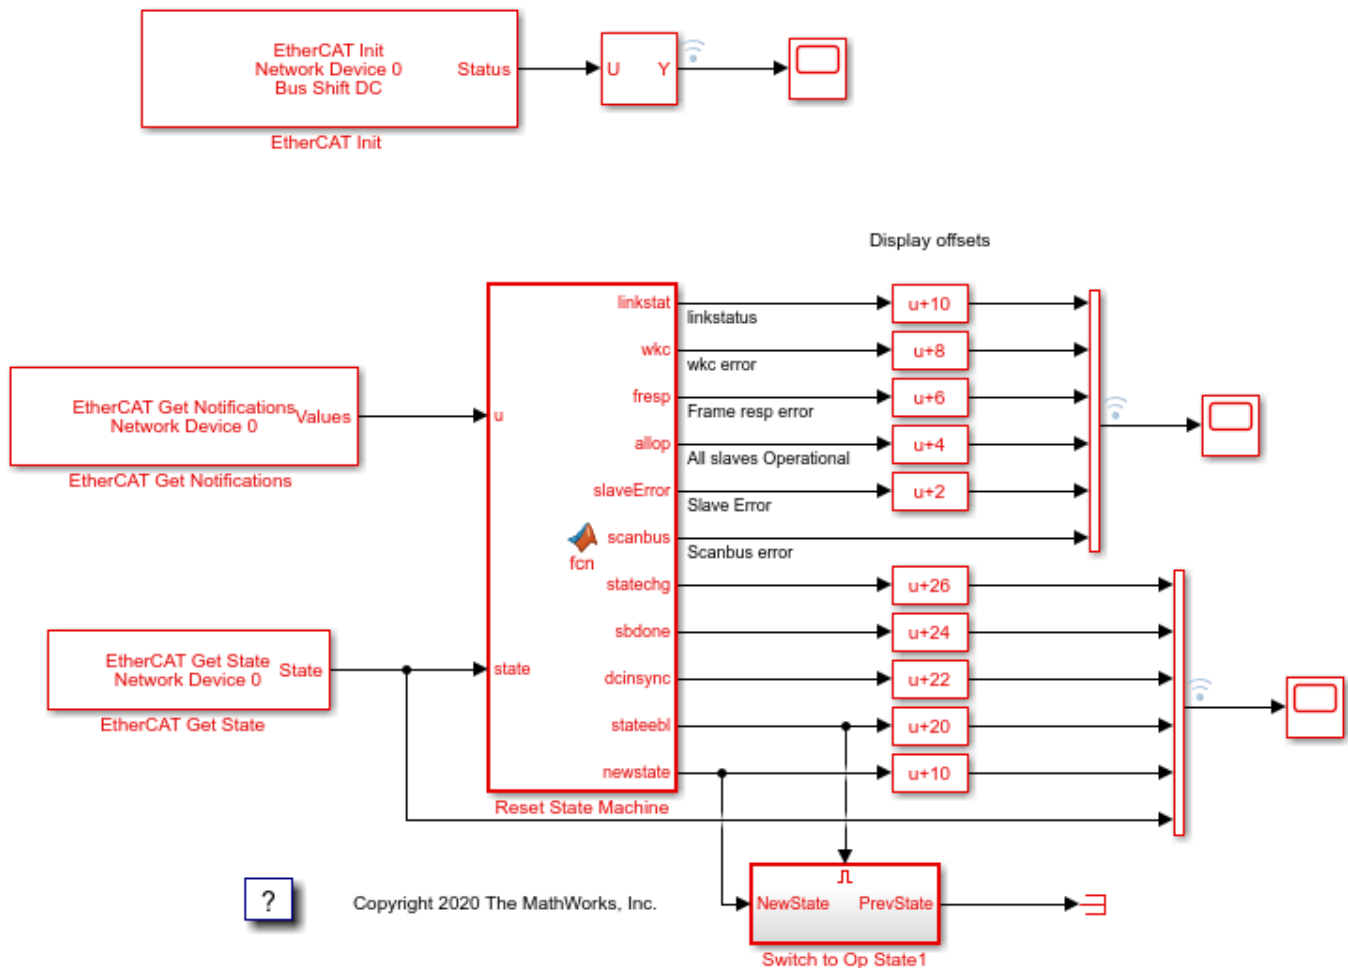 EtherCAT Init
Network Device 0
Bus Shift DC
Status
U
Y
EtherCAT Init
Display offsets
EtherCAT Get Notifications
Network Device 0
Values
EtherCAT Get Notifications
EtherCAT Get State
Network Device 0
State
EtherCAT Get State
u
state
fcn
linkstat
linkstatus
u+10
wkc
wkc error
u+8
fresp
Frame resp error
u+6
allop
All slaves Operational
u+4
slaveError
Slave Error
u+2
scanbus
Scanbus error
statechg
u+26
sbdone
u+24
dcinsync
u+22
stateebl
u+20
newstate
u+10
Reset State Machine
?
Copyright 2020 The MathWorks, Inc.
NewState
PrevState
Switch to Op State1